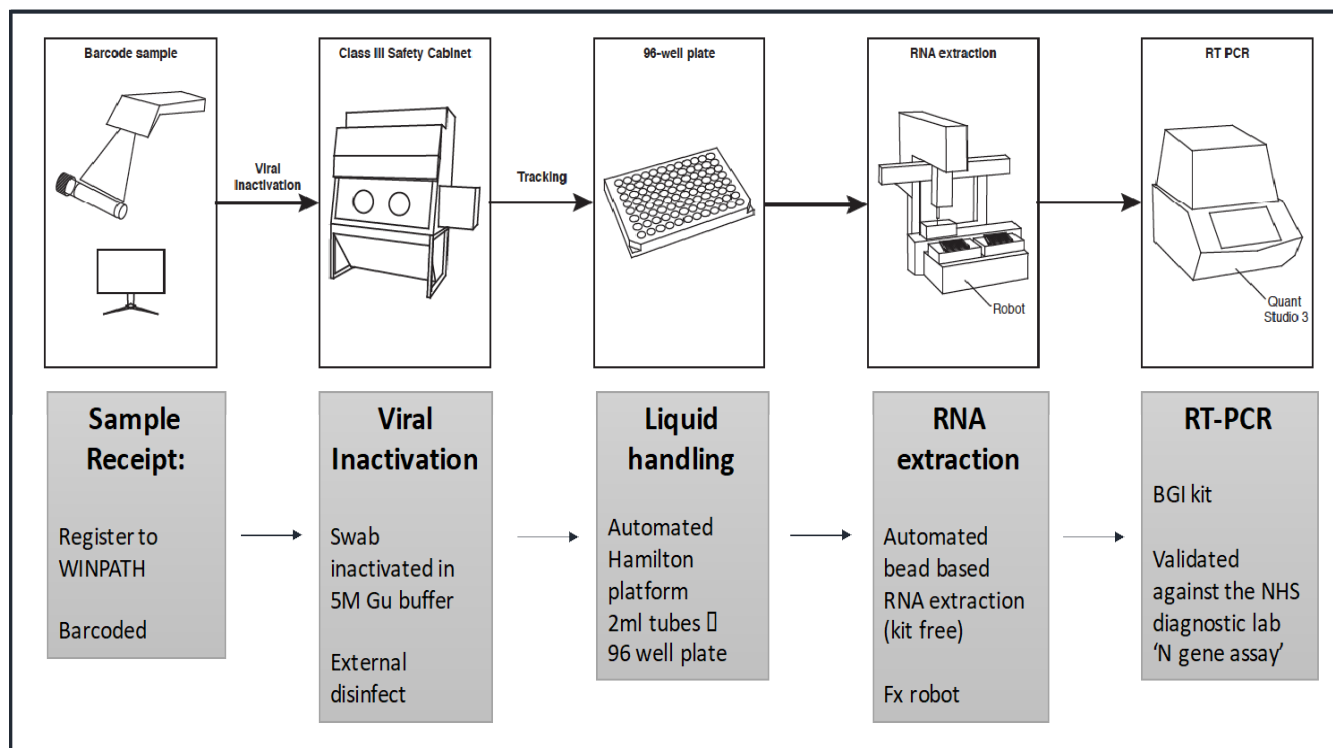 Barcode sample
Class III Safety Cabinet
96-well plate
RNA extraction
RT PCR
Viral
Inactivation
Tracking
Robot
Quant
Studio 3
Sample
Receipt:
Register to
WINPATH
Barcoded
Viral
Inactivation
Swab
inactivated in
5M Gu buffer
External
disinfect
Liquid
handling
Automated
Hamilton
platform
2ml tubes ▯
96 well plate
RNA
extraction
Automated
bead based
RNA extraction
(kit free)
Fx robot
RT-PCR
BGI kit
Validated
against the NHS
diagnostic lab
‘N gene assay’